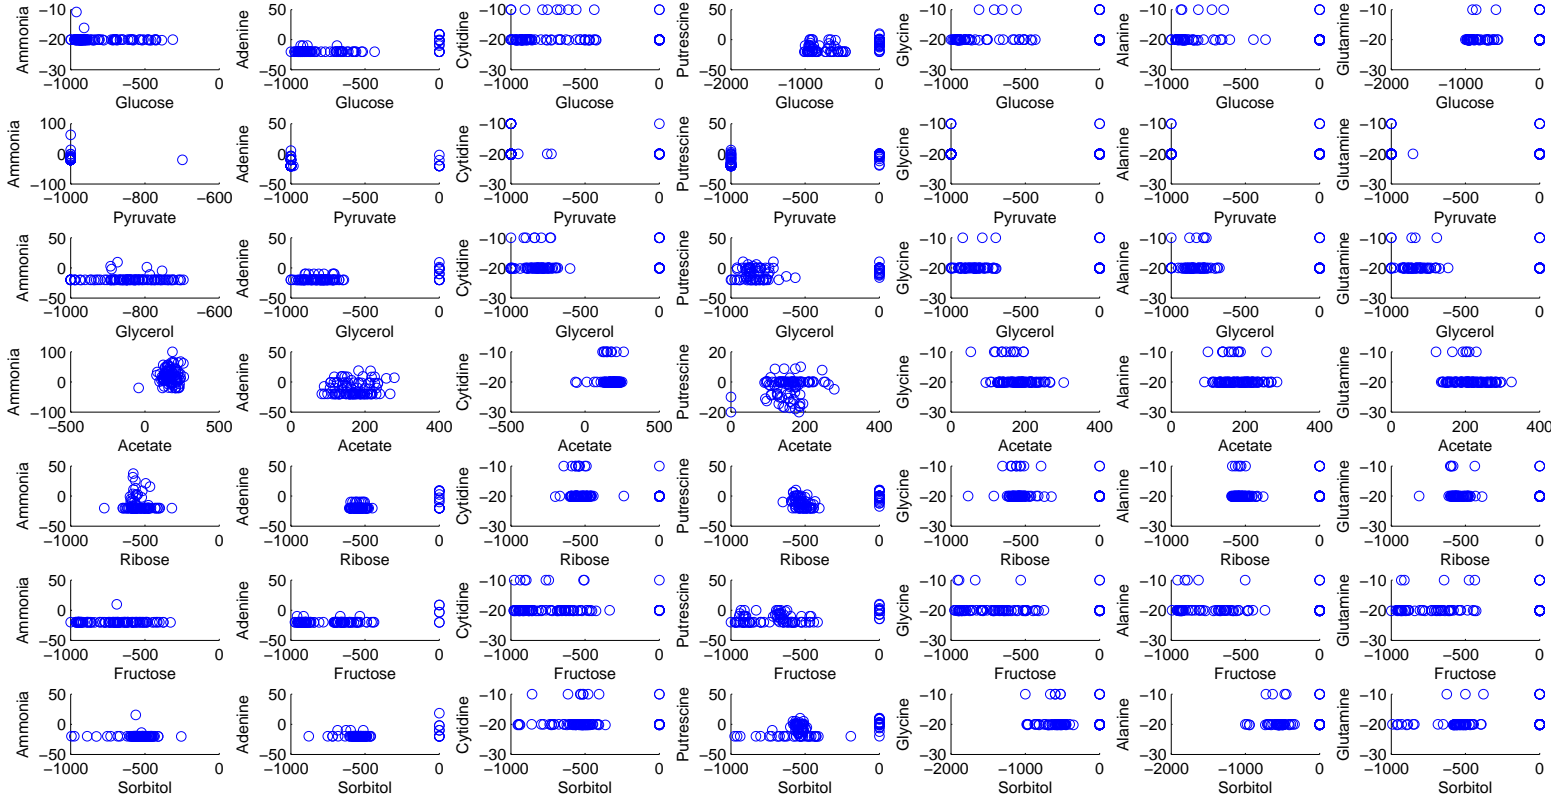 Ammonia Adenine Cytidine Putrescine Glycine Alanine Glutamine
−10 50 −10 50 −10 −10 −10
−20 0 −20 0 −20 −20 −20
−30 −50 −30 −50 −30 −30 −30
−1000 −500 0 −1000 −500 0 −1000 −500 0 −2000 −1000 0 −1000 −500 0 −1000 −500 0 −2000 −1000 0
Glucose Glucose Glucose Glucose Glucose Glucose Glucose
Ammonia Adenine Cytidine Putrescine Glycine Alanine Glutamine
100 50 −10 50 −10 −10 −10
0 0 −20 0 −20 −20 −20
−100 −50 −30 −50 −30 −30 −30
−1000 −800 −600 −1000 −500 0 −1000 −500 0 −1000 −500 0 −1000 −500 0 −1000 −500 0 −1000 −500 0
Pyruvate Pyruvate Pyruvate Pyruvate Pyruvate Pyruvate Pyruvate
Ammonia Adenine Cytidine Putrescine Glycine Alanine Glutamine
50 50 −10 50 −10 −10 −10
0 0 −20 0 −20 −20 −20
−50 −50 −30 −50 −30 −30 −30
−1000 −800 −600 −1000 −500 0 −1000 −500 0 −1000 −500 0 −1000 −500 0 −1000 −500 0 −1000 −500 0
Glycerol Glycerol Glycerol Glycerol Glycerol Glycerol Glycerol
Ammonia Adenine Cytidine Putrescine Glycine Alanine Glutamine
100 50 −10 20 −10 −10 −10
0 0 −20 0 −20 −20 −20
−100 −50 −30 −20 −30 −30 −30
−500 0 500 0 200 400 −500 0 500 0 200 400 0 200 400 0 200 400 0 200 400
Acetate Acetate Acetate Acetate Acetate Acetate Acetate
Ammonia Adenine Cytidine Putrescine Glycine Alanine Glutamine
50 50 −10 50 −10 −10 −10
0 0 −20 0 −20 −20 −20
−50 −50 −30 −50 −30 −30 −30
−1000 −500 0 −1000 −500 0 −1000 −500 0 −1000 −500 0 −1000 −500 0 −1000 −500 0 −1000 −500 0
Ribose Ribose Ribose Ribose Ribose Ribose Ribose
Ammonia Adenine Cytidine Putrescine Glycine Alanine Glutamine
50 50 −10 50 −10 −10 −10
0 0 −20 0 −20 −20 −20
−50 −50 −30 −50 −30 −30 −30
−1000 −500 0 −1000 −500 0 −1000 −500 0 −1000 −500 0 −1000 −500 0 −1000 −500 0 −1000 −500 0
Fructose Fructose Fructose Fructose Fructose Fructose Fructose
Ammonia Adenine Cytidine Putrescine Glycine Alanine Glutamine
50 50 −10 50 −10 −10 −10
0 0 −20 0 −20 −20 −20
−50 −50 −30 −50 −30 −30 −30
−1000 −500 0 −1000 −500 0 −1000 −500 0 −1000 −500 0 −2000 −1000 0 −2000 −1000 0 −1000 −500 0
Sorbitol Sorbitol Sorbitol Sorbitol Sorbitol Sorbitol Sorbitol